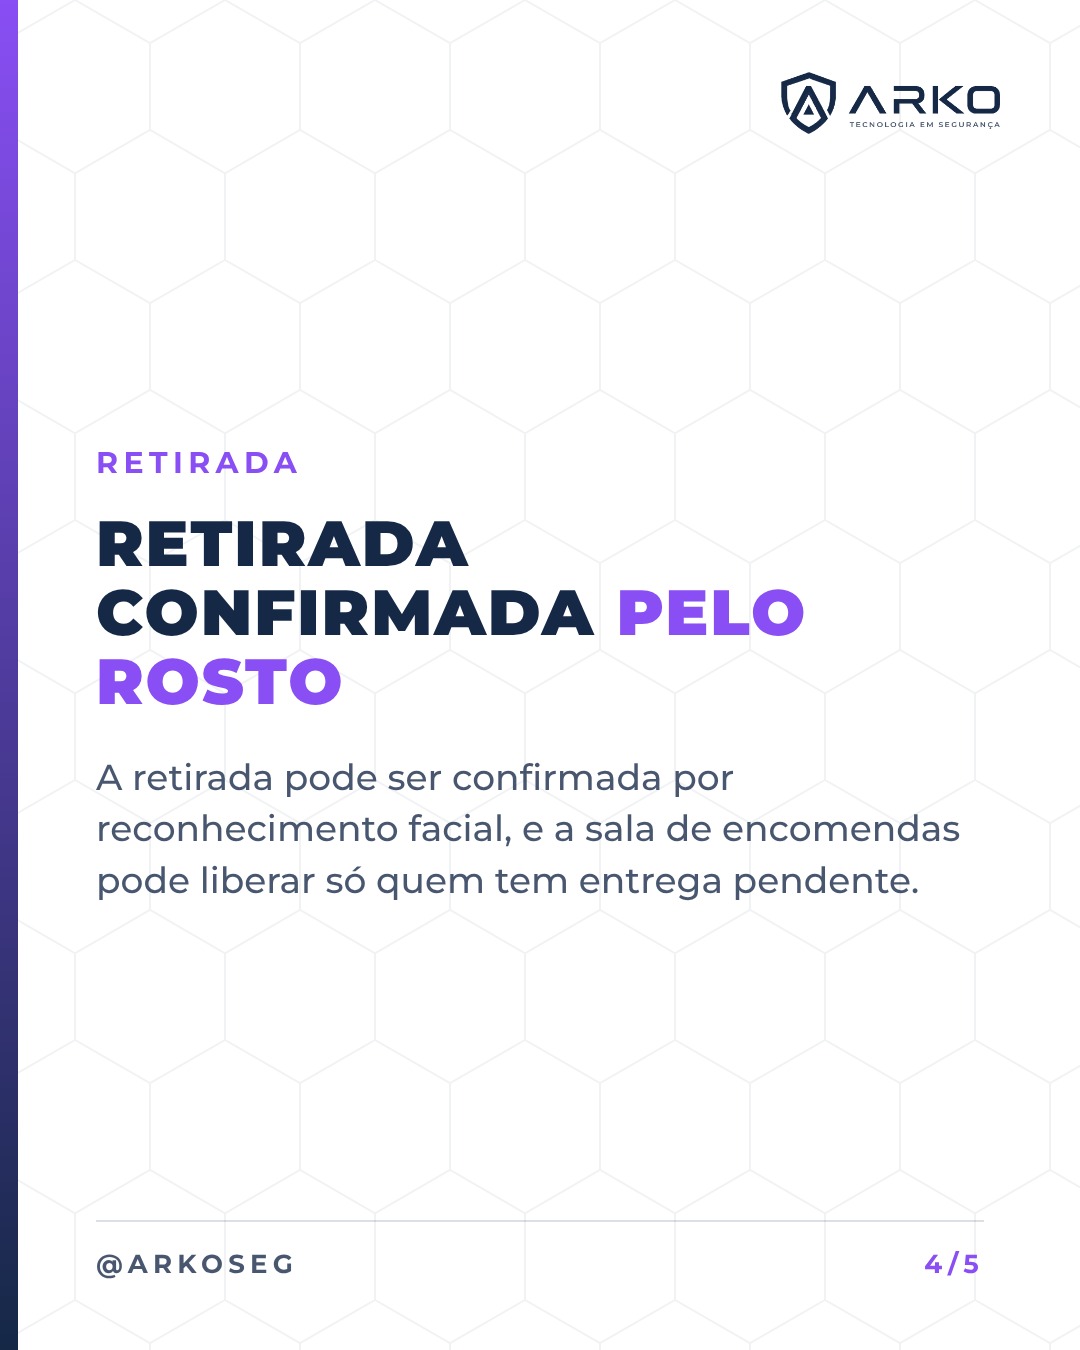 ARKO
TECNOLOGIA EM SEGURANÇA
RETIRADA
RETIRADA
CONFIRMADA PELO
ROSTO
A retirada pode ser confirmada por
reconhecimento facial, e a sala de encomendas
pode liberar só quem tem entrega pendente.
@ARKOSEG
4/5